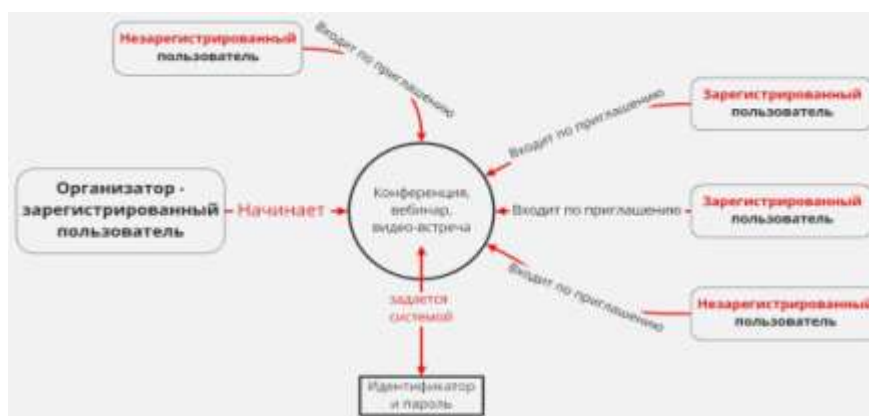 Незарегистрированный
пользователь
Входит по приглашению
Зарегистрированный
пользователь
Входит по приглашению
Организатор -
зарегистрированный
пользователь
Начинает
Конференция,
вебинар,
видео-встреча
Входит по приглашению
Зарегистрированный
пользователь
Входит по приглашению
Незарегистрированный
пользователь
задается
системой
Идентификатор
и пароль